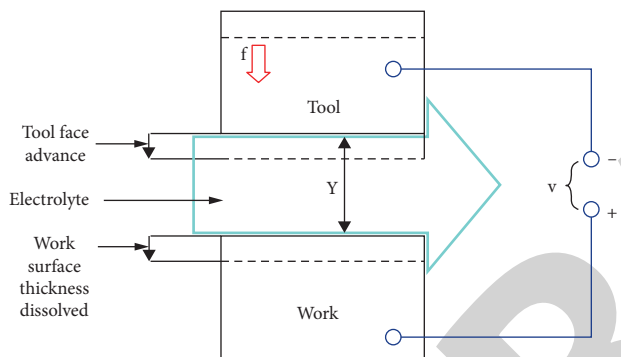 f
Tool
Tool face
advance
Y
Electrolyte
v
−
+
Work
surface
thickness
dissolved
Work